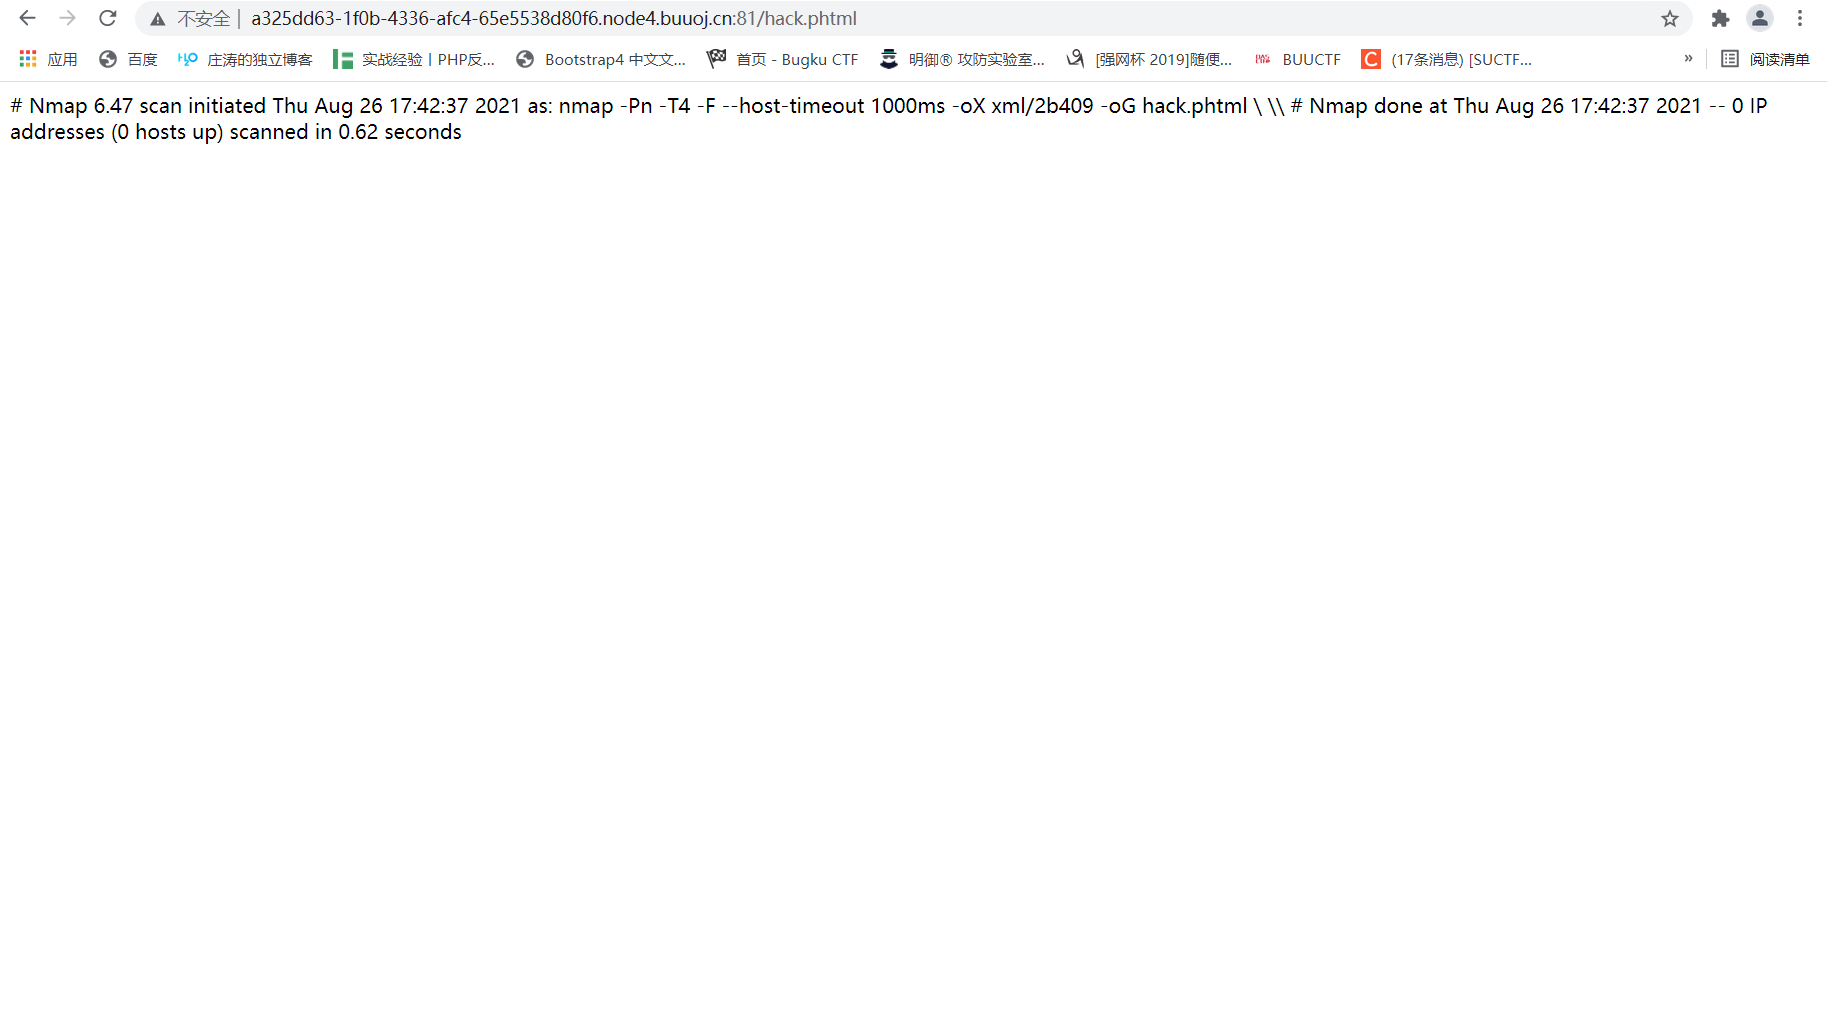 不安全 | a325dd63-1f0b-4336-afc4-65e5538d80f6.node4.buuoj.cn:81/hack.phtml
应用 百度 H2O 庄涛的独立博客 实战经验丨PHP反... Bootstrap4 中文文... 首页 - Bugku CTF 明御® 攻防实验室... [强网杯 2019]随便... BUUCTF C (17条消息) [SUCTF... » 阅读清单
# Nmap 6.47 scan initiated Thu Aug 26 17:42:37 2021 as: nmap -Pn -T4 -F --host-timeout 1000ms -oX xml/2b409 -oG hack.phtml \ \\ # Nmap done at Thu Aug 26 17:42:37 2021 -- 0 IP
addresses (0 hosts up) scanned in 0.62 seconds